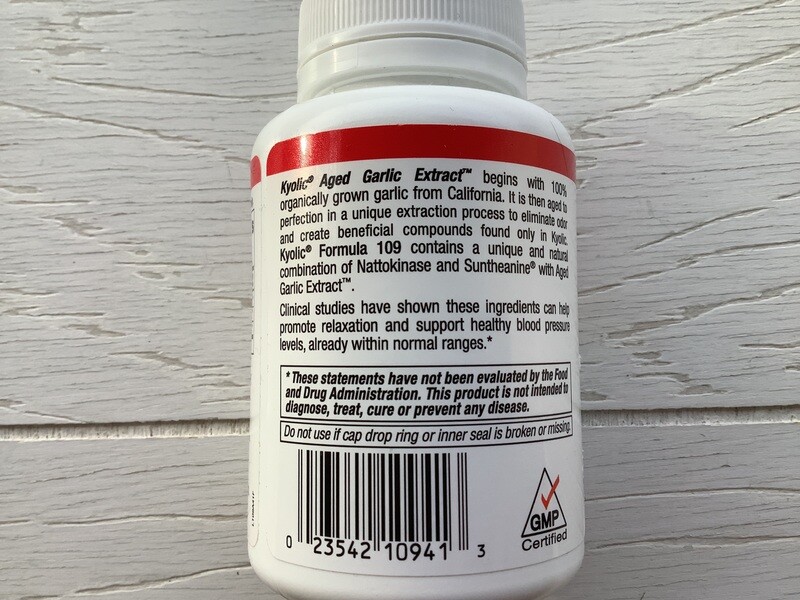 Kyolic® Aged Garlic Extract™ begins with 100%
organically grown garlic from California. It is then aged to
perfection in a unique extraction process to eliminate odor
and create beneficial compounds found only in Kyolic.
Kyolic® Formula 109 contains a unique and natural
combination of Nattokinase and Suntheanine® with Aged
Garlic Extract™.
Clinical studies have shown these ingredients can help
promote relaxation and support healthy blood pressure
levels, already within normal ranges.*
* These statements have not been evaluated by the Food
and Drug Administration. This product is not intended to
diagnose, treat, cure or prevent any disease.
Do not use if cap drop ring or inner seal is broken or missing.
0 23542 10941 3
GMP
Certified